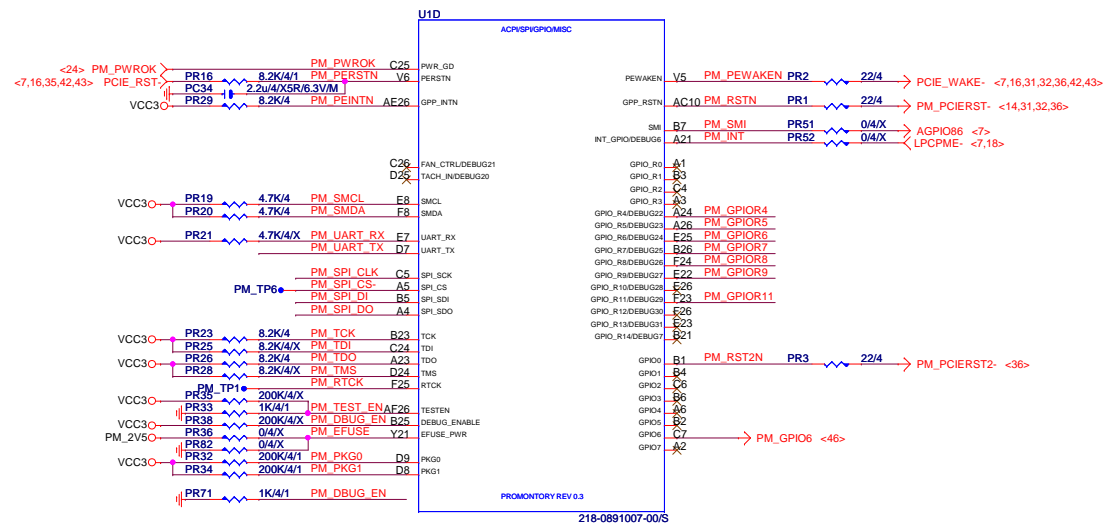 U1D
ACPI/SPI/GPIO/MISC
<24> PM_PWROK PM_PWROK C25 PWR_GD
<7,16,35,42,43> PCIE_RST- PR16 8.2K/4/1 PM_PERSTN V6 PERSTN
PC34 2.2u/4/X5R/6.3V/M
VCC3 PR29 8.2K/4 PM_PEINTN AE26 GPP_INTN
PEWAKEN V5 PM_PEWAKEN PR2 22/4 PCIE_WAKE- <7,16,31,32,36,42,43>
GPP_RSTN AC10 PM_RSTN PR1 22/4 PM_PCIERST- <14,31,32,36>
SMI B7 PM_SMI PR51 0/4/X AGPIO86 <7>
INT_GPIO/DEBUG6 A21 PM_INT PR52 0/4/X LPCPME- <7,18>
C26 FAN_CTRL/DEBUG21
D25 TACH_IN/DEBUG20
GPIO_R0 A1
GPIO_R1 B3
GPIO_R2 C4
GPIO_R3 A3
VCC3 PR19 4.7K/4 PM_SMCL E8 SMCL
PR20 4.7K/4 PM_SMDA F8 SMDA
GPIO_R4/DEBUG22 A24 PM_GPIOR4
GPIO_R5/DEBUG23 A26 PM_GPIOR5
VCC3 PR21 4.7K/4/X PM_UART_RX E7 UART_RX
PM_UART_TX D7 UART_TX
GPIO_R6/DEBUG24 E25 PM_GPIOR6
GPIO_R7/DEBUG25 B26 PM_GPIOR7
GPIO_R8/DEBUG26 F24 PM_GPIOR8
GPIO_R9/DEBUG27 E22 PM_GPIOR9
GPIO_R10/DEBUG28 E26
GPIO_R11/DEBUG29 F23 PM_GPIOR11
GPIO_R12/DEBUG30 F26
GPIO_R13/DEBUG31 E23
GPIO_R14/DEBUG7 B21
PM_SPI_CLK C5 SPI_SCK
PM_TP6 PM_SPI_CS- A5 SPI_CS
PM_SPI_DI B5 SPI_SDI
PM_SPI_DO A4 SPI_SDO
VCC3 PR23 8.2K/4 PM_TCK B23 TCK
PR25 8.2K/4/X PM_TDI C24 TDI
VCC3 PR26 8.2K/4 PM_TDO A23 TDO
PR28 8.2K/4/X PM_TMS D24 TMS
PM_TP1 PM_RTCK F25 RTCK
GPIO0 B1 PM_RST2N PR3 22/4 PM_PCIERST2- <36>
GPIO1 B4
GPIO2 C6
GPIO3 B6
GPIO4 A6
GPIO5 B2
GPIO6 C7 PM_GPIO6 <46>
GPIO7 A2
VCC3 PR35 200K/4/X
PR33 1K/4/1 PM_TEST_EN AF26 TESTEN
VCC3 PR38 200K/4/X PM_DBUG_EN B25 DEBUG_ENABLE
PM_2V5 PR36 0/4/X PM_EFUSE Y21 EFUSE_PWR
PR82 0/4/X
VCC3 PR32 200K/4/1 PM_PKG0 D9 PKG0
PR34 200K/4/1 PM_PKG1 D8 PKG1
PR71 1K/4/1 PM_DBUG_EN
PROMONTORY REV 0.3
218-0891007-00/S